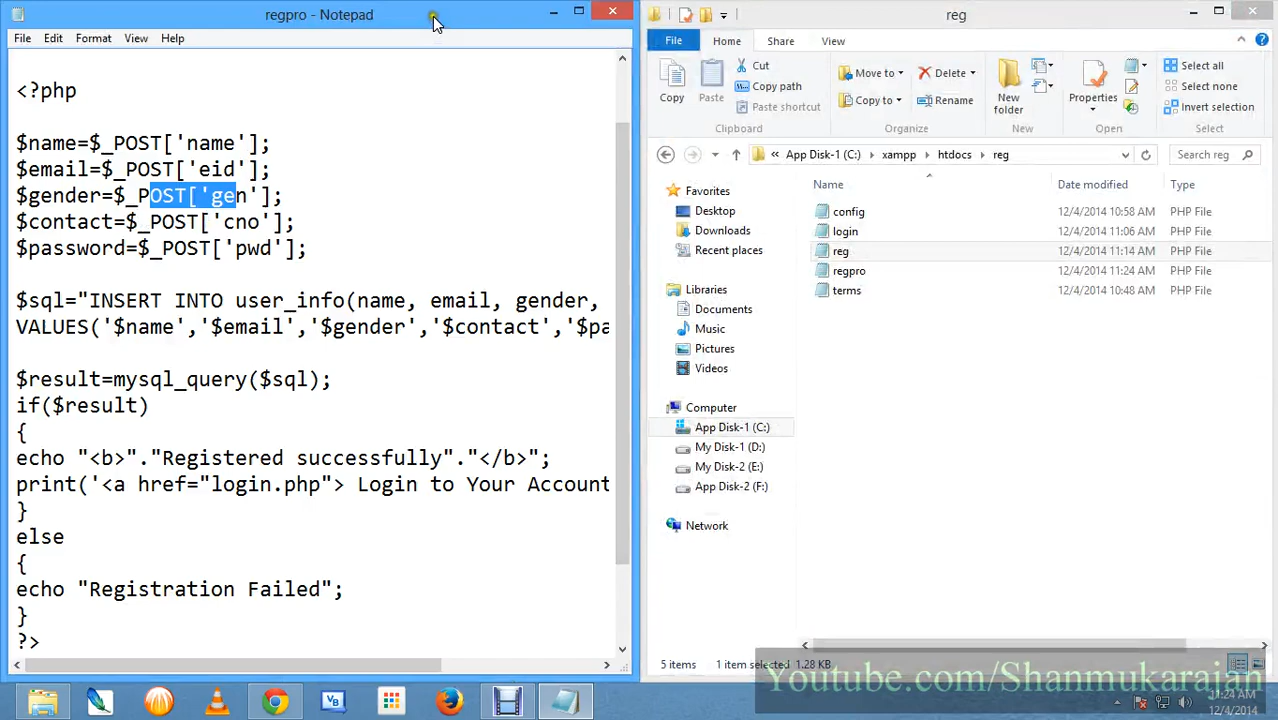 regpro - Notepad
File Edit Format View Help
<?php
$name=$_POST['name'];
$email=$_POST['eid'];
$gender=$_POST['gen'];
$contact=$_POST['cno'];
$password=$_POST['pwd'];
$sql="INSERT INTO user_info(name, email, gender,
VALUES('$name','$email','$gender','$contact','$pa
$result=mysql_query($sql);
if($result)
{
echo "<b>"."Registered successfully"."</b>";
print('<a href="login.php"> Login to Your Account
}
else
{
echo "Registration Failed";
}
?>
reg
File Home Share View
Copy Paste Cut Copy path Paste shortcut
Move to Copy to Delete Rename
New folder
Properties
Select all Select none Invert selection
Clipboard Organize New Open Select
« App Disk-1 (C:) xampp htdocs reg Search reg
Name Date modified Type
config 12/4/2014 10:58 AM PHP File
login 12/4/2014 11:06 AM PHP File
reg 12/4/2014 11:14 AM PHP File
regpro 12/4/2014 11:24 AM PHP File
terms 12/4/2014 10:48 AM PHP File
Favorites
Desktop
Downloads
Recent places
Libraries
Documents
Music
Pictures
Videos
Computer
App Disk-1 (C:)
My Disk-1 (D:)
My Disk-2 (E:)
App Disk-2 (F:)
Network
5 items 1 item selected 1.28 KB
Youtube.com/Shanmukarajan
VB
11:24 AM
12/4/2014